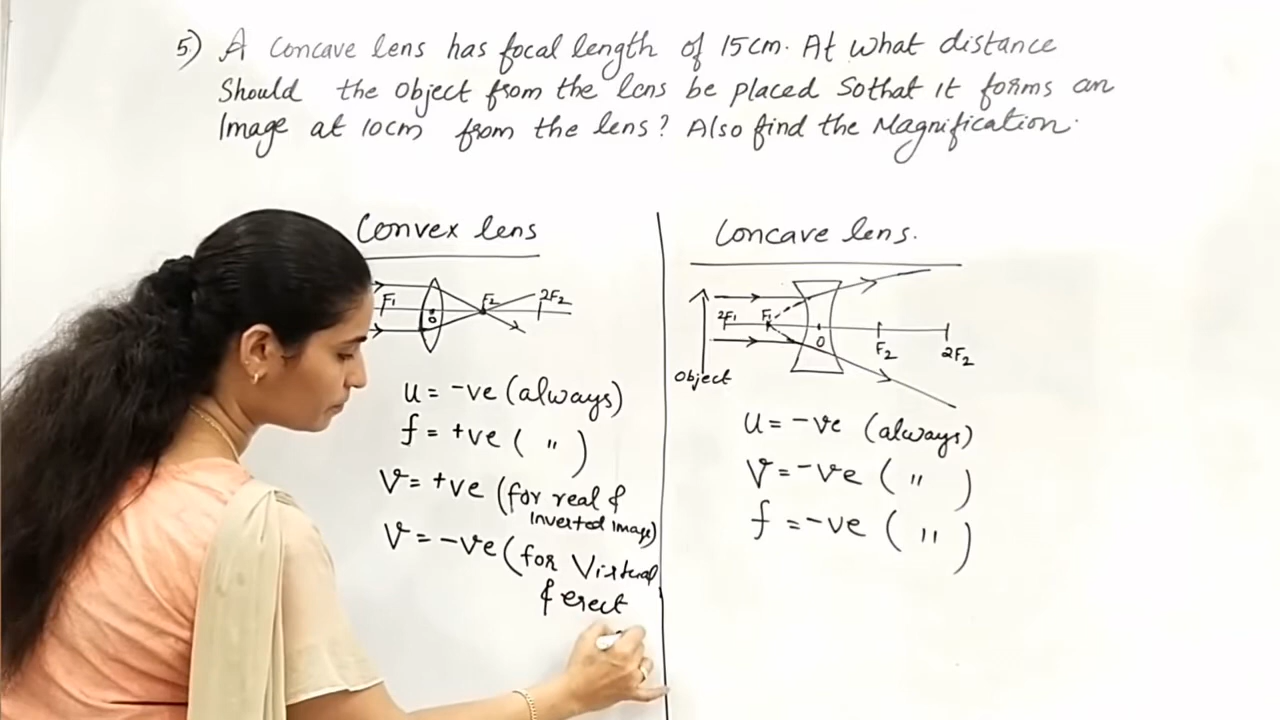 5) A Concave lens has focal length of 15cm. At what distance
Should the Object from the lens be placed Sothat it forms an
Image at 10cm from the lens? Also find the Magnification.
Convex lens
F1 O F2 2F2
u = -ve (always)
f = +ve ( " )
V = +ve (for real &
inverted image)
V = -ve (for Virtual
& erect
Concave lens.
2F1 F1 O F2 2F2
Object
u = -ve (always)
V = -ve ( " )
f = -ve ( " )